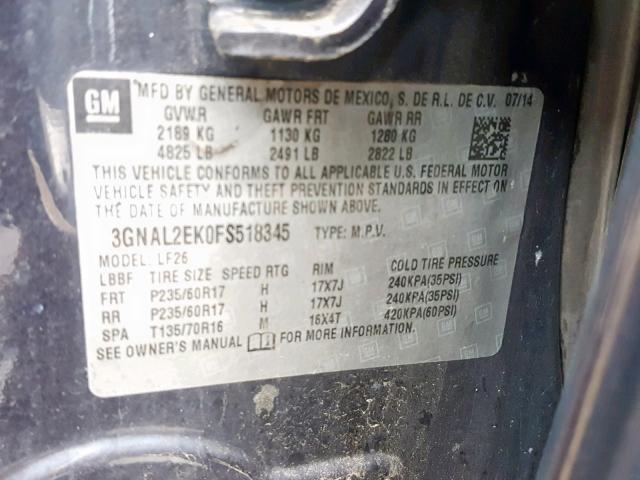 GM
MFD BY GENERAL MOTORS DE MEXICO, S. DE R.L. DE C.V. 07/14
GVWR GAWR FRT GAWR RR
2189 KG 1130 KG 1280 KG
4825 LB 2491 LB 2822 LB
THIS VEHICLE CONFORMS TO ALL APPLICABLE U.S. FEDERAL MOTOR
VEHICLE SAFETY AND THEFT PREVENTION STANDARDS IN EFFECT ON
THE DATE OF MANUFACTURE SHOWN ABOVE.
3GNAL2EK0FS518345 TYPE: M.P.V.
MODEL: LF26
LBBF TIRE SIZE SPEED RTG RIM COLD TIRE PRESSURE
FRT P235/60R17 H 17X7J 240KPA(35PSI)
RR P235/60R17 H 17X7J 240KPA(35PSI)
SPA T135/70R16 M 16X4T 420KPA(60PSI)
SEE OWNER'S MANUAL FOR MORE INFORMATION.